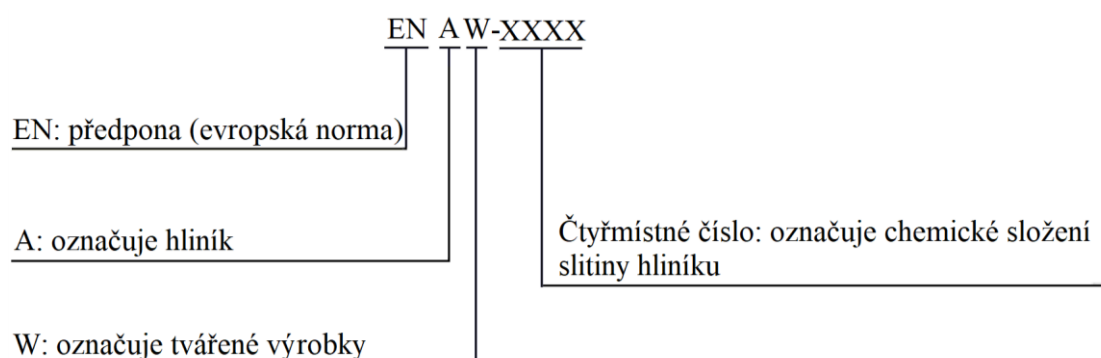 EN AW-XXXX
EN: předpona (evropská norma)
A: označuje hliník
Čtyřmístné číslo: označuje chemické složení
slitiny hliníku
W: označuje tvářené výrobky